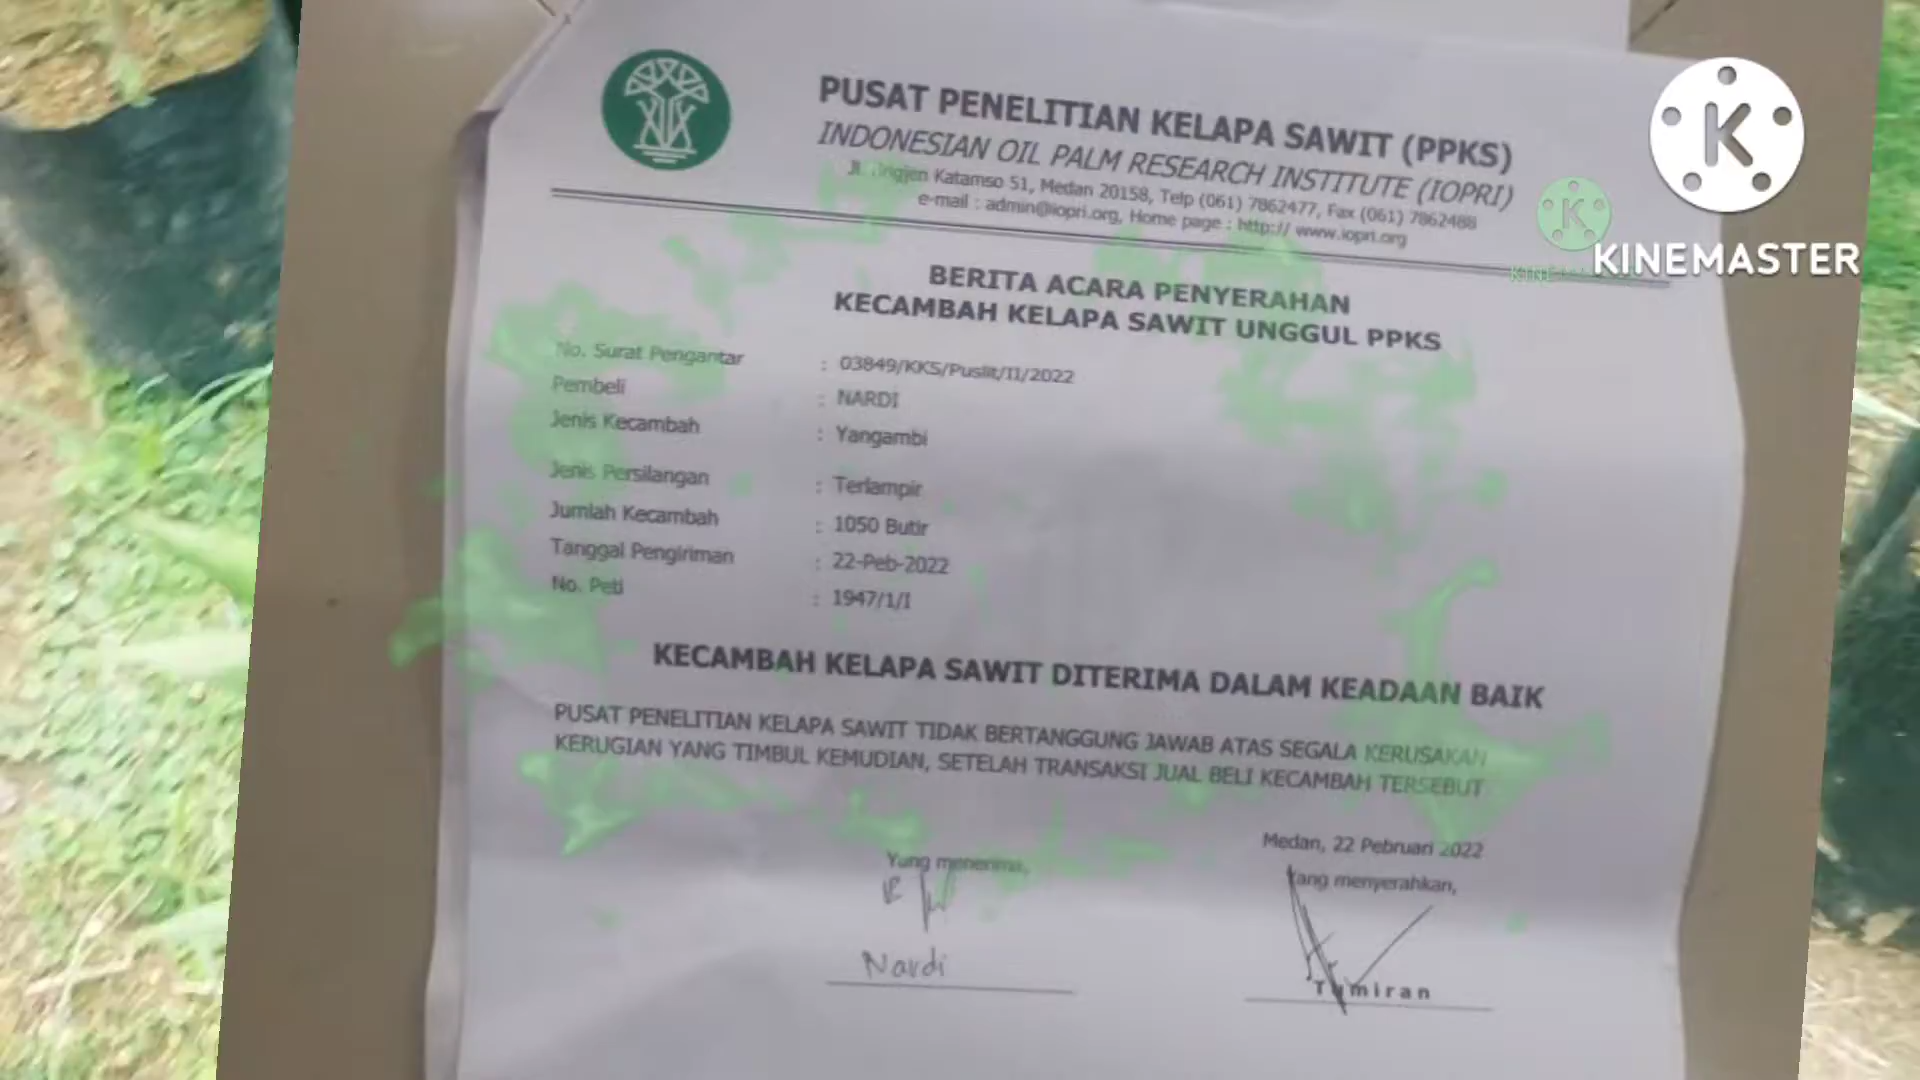 PUSAT PENELITIAN KELAPA SAWIT (PPKS)
INDONESIAN OIL PALM RESEARCH INSTITUTE (IOPRI)
Jl. Brigjen Katamso 51, Medan 20158, Telp (061) 7862477, Fax (061) 7862488
e-mail : admin@iopri.org, Home page : http:// www.iopri.org
K
KINEMASTER
BERITA ACARA PENYERAHAN
KECAMBAH KELAPA SAWIT UNGGUL PPKS
No. Surat Pengantar : 03849/KKS/Puslit/II/2022
Pembeli : NARDI
Jenis Kecambah : Yangambi
Jenis Persilangan : Terlampir
Jumlah Kecambah : 1050 Butir
Tanggal Pengiriman : 22-Peb-2022
No. Peti : 1947/1/I
KECAMBAH KELAPA SAWIT DITERIMA DALAM KEADAAN BAIK
PUSAT PENELITIAN KELAPA SAWIT TIDAK BERTANGGUNG JAWAB ATAS SEGALA KERUSAKAN
KERUGIAN YANG TIMBUL KEMUDIAN, SETELAH TRANSAKSI JUAL BELI KECAMBAH TERSEBUT
Medan, 22 Pebruari 2022
Yang menerima,
Yang menyerahkan,
Nardi
Tumiran